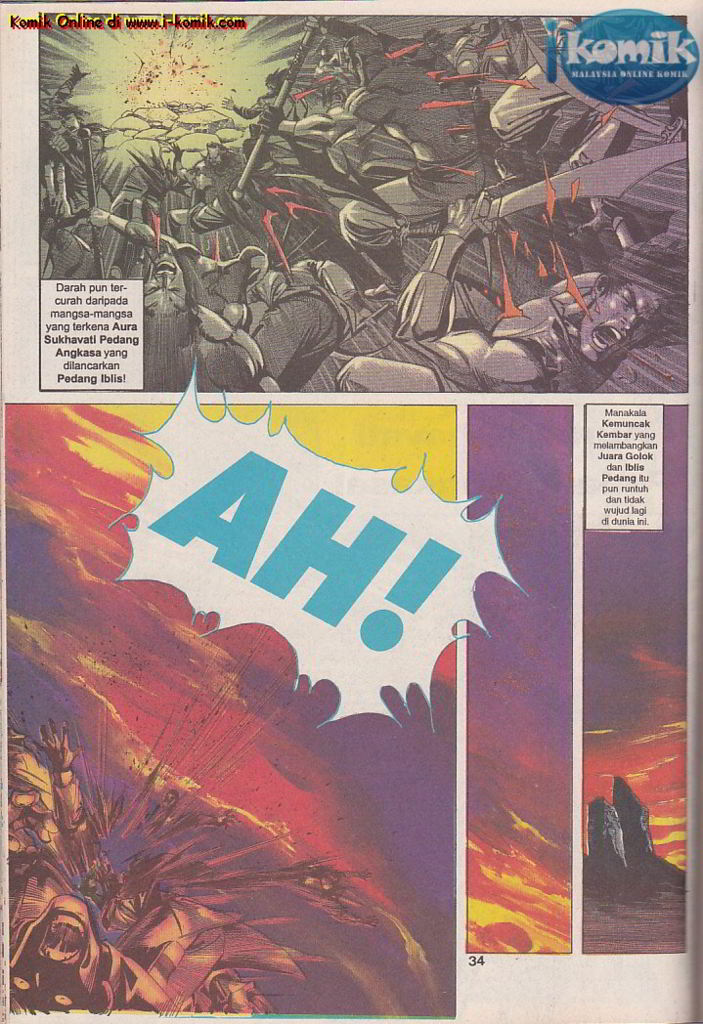 Komik Online di www.i-komik.com
ikomik
MALAYSIA ONLINE KOMIK
Darah pun ter-
curah daripada
mangsa-mangsa
yang terkena Aura
Sukhavati Pedang
Angkasa yang
dilancarkan
Pedang Iblis!
AH!
Manakala
Kemuncak
Kembar yang
melambangkan
Juara Golok
dan Iblis
Pedang itu
pun runtuh
dan tidak
wujud lagi
di dunia ini.
34